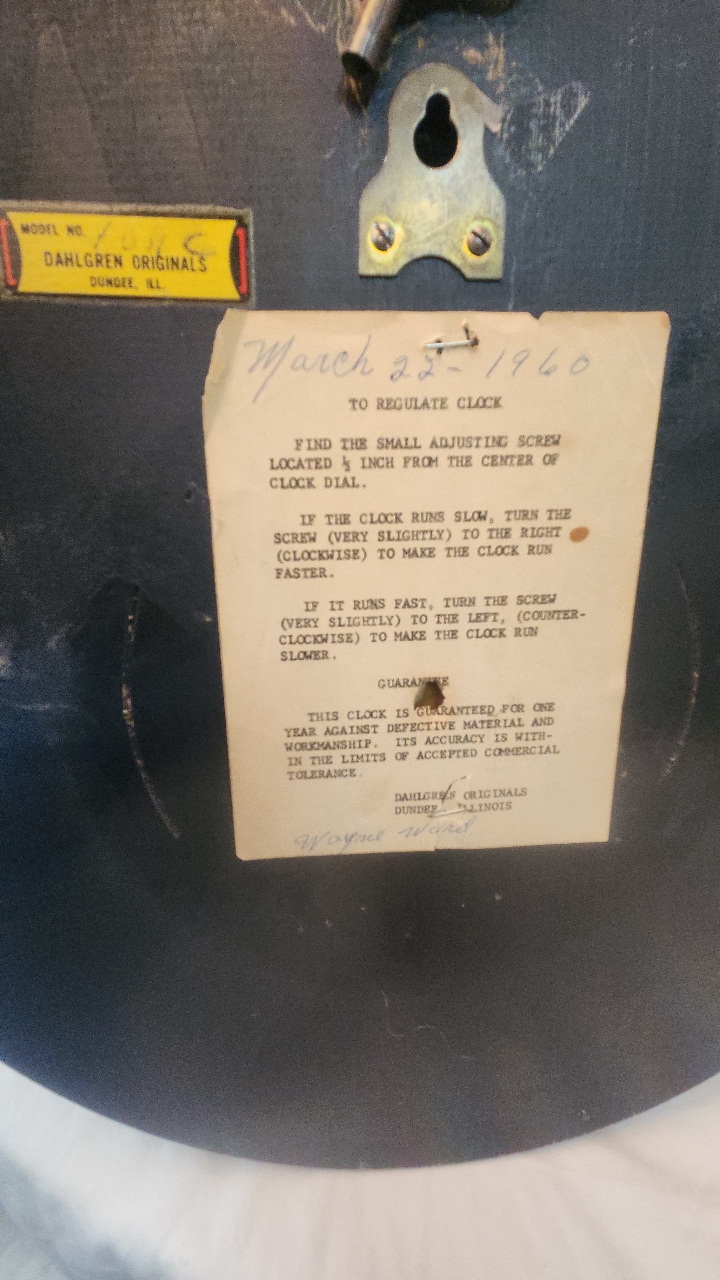 MODEL NO.
DAHLGREN ORIGINALS
DUNDEE, ILL.
March 22- 1960
TO REGULATE CLOCK
FIND THE SMALL ADJUSTING SCREW
LOCATED ½ INCH FROM THE CENTER OF
CLOCK DIAL.
IF THE CLOCK RUNS SLOW, TURN THE
SCREW (VERY SLIGHTLY) TO THE RIGHT
(CLOCKWISE) TO MAKE THE CLOCK RUN
FASTER.
IF IT RUNS FAST, TURN THE SCREW
(VERY SLIGHTLY) TO THE LEFT, (COUNTER-
CLOCKWISE) TO MAKE THE CLOCK RUN
SLOWER.
GUARANTEE
THIS CLOCK IS GUARANTEED FOR ONE
YEAR AGAINST DEFECTIVE MATERIAL AND
WORKMANSHIP. ITS ACCURACY IS WITH-
IN THE LIMITS OF ACCEPTED COMMERCIAL
TOLERANCE.
DAHLGREN ORIGINALS
DUNDEE, ILLINOIS
Wayne Ward